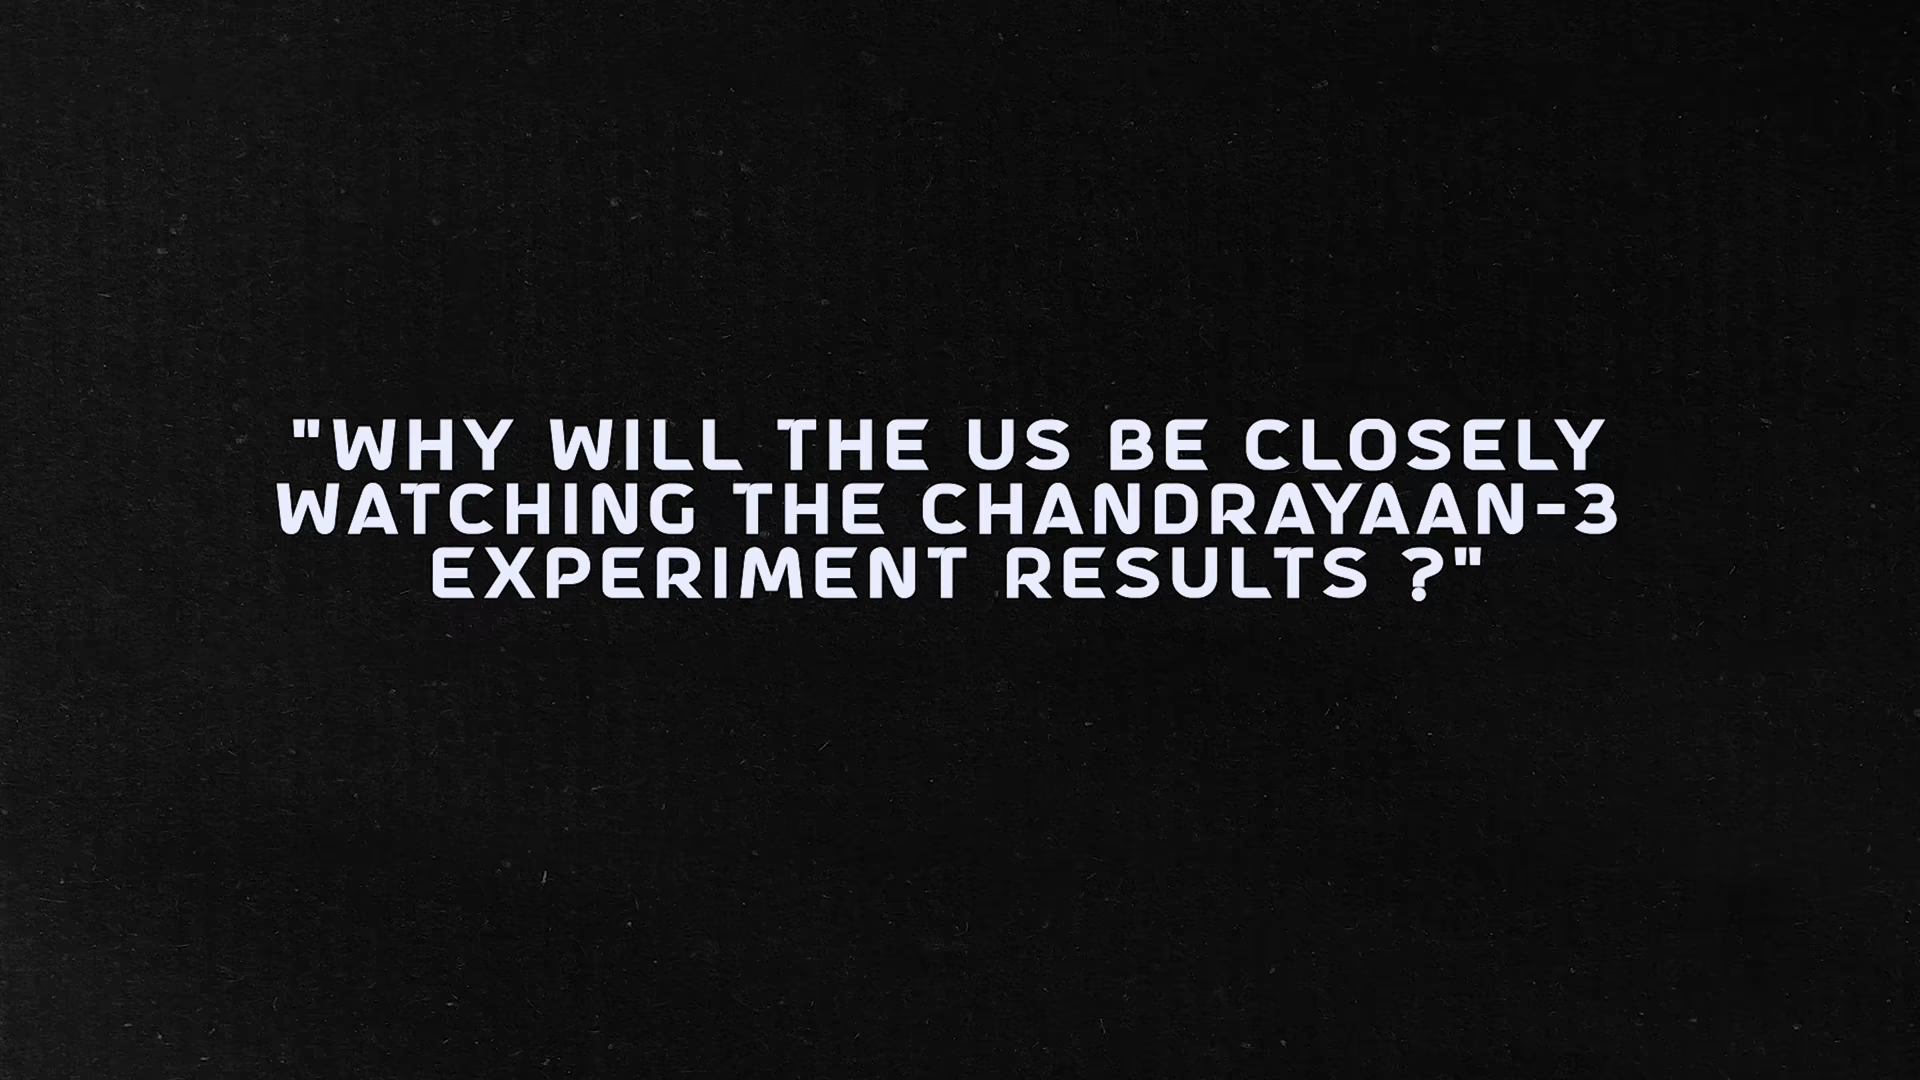 "WHY WILL THE US BE CLOSELY
WATCHING THE CHANDRAYAAN-3
EXPERIMENT RESULTS ?"